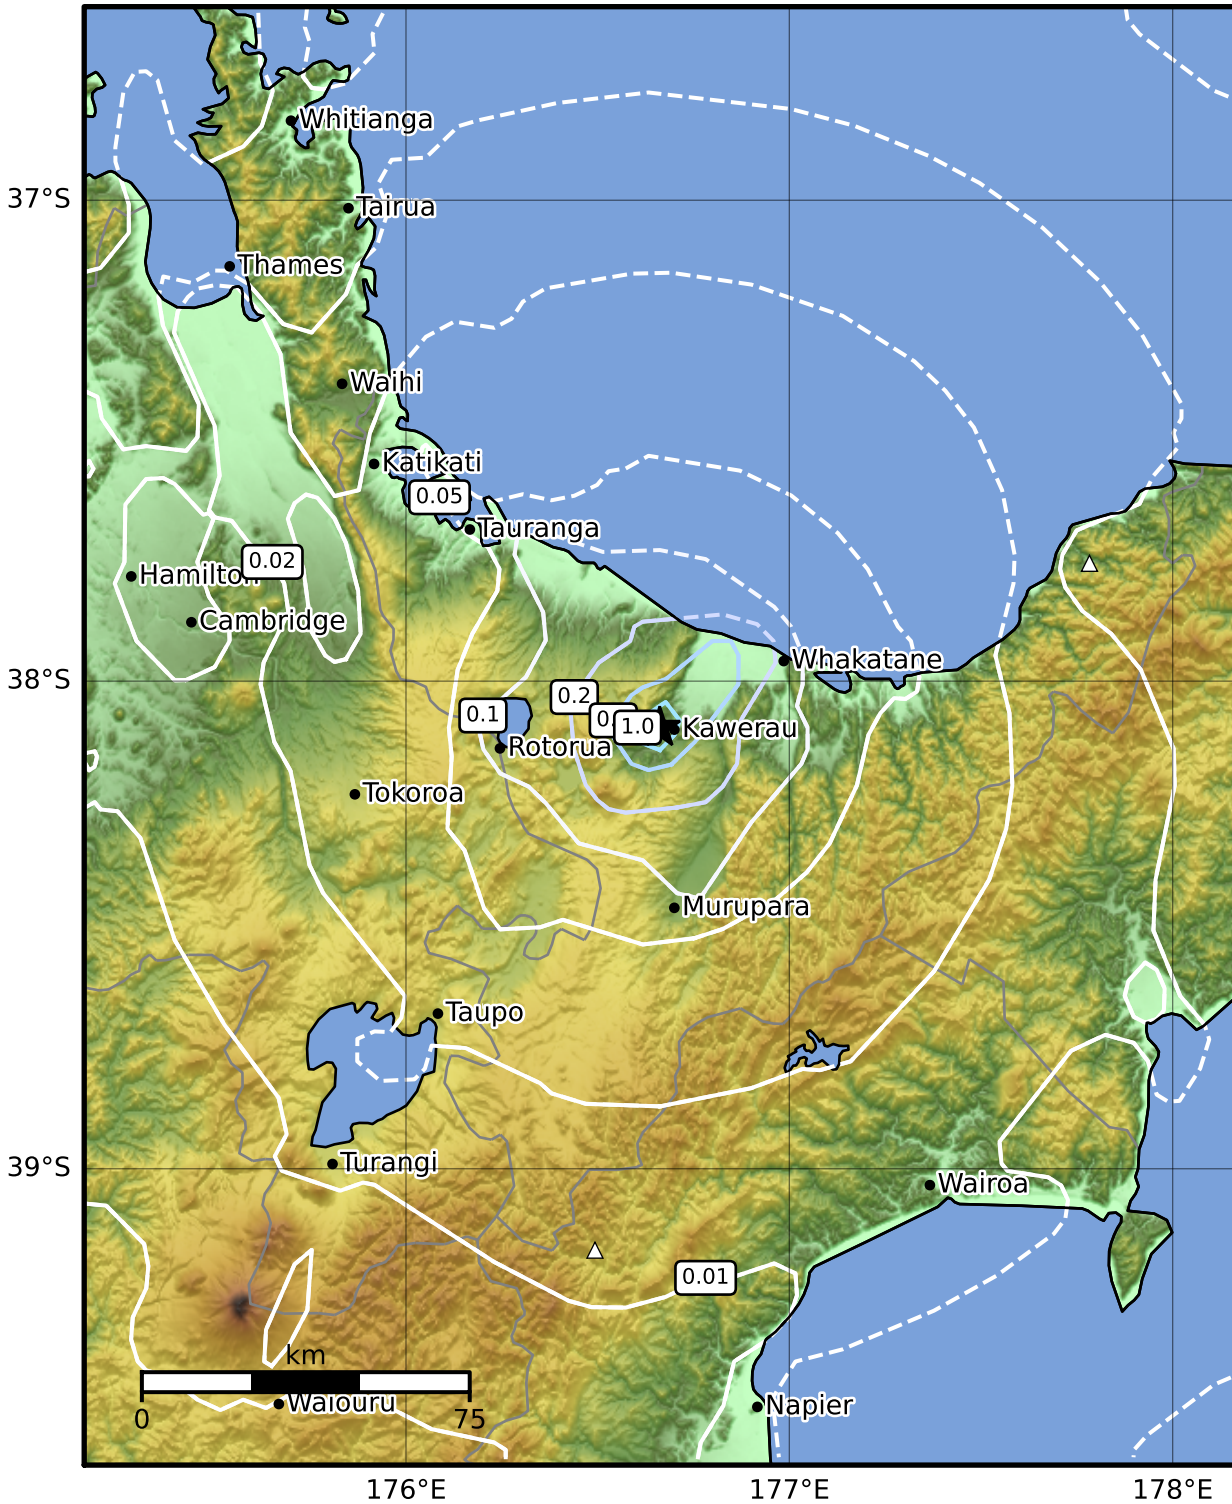 Whitianga
37°S
Tairua
Thames
Waihi
Katikati
0.05
Tauranga
0.02
Hamilton
Cambridge
Whakatane
38°S
0.2
0.1
1.0
Kawerau
Rotorua
Tokoroa
Murupara
Taupo
Turangi
39°S
Wairoa
0.01
km
Waiouru
0
75
Napier
176°E
177°E
178°E